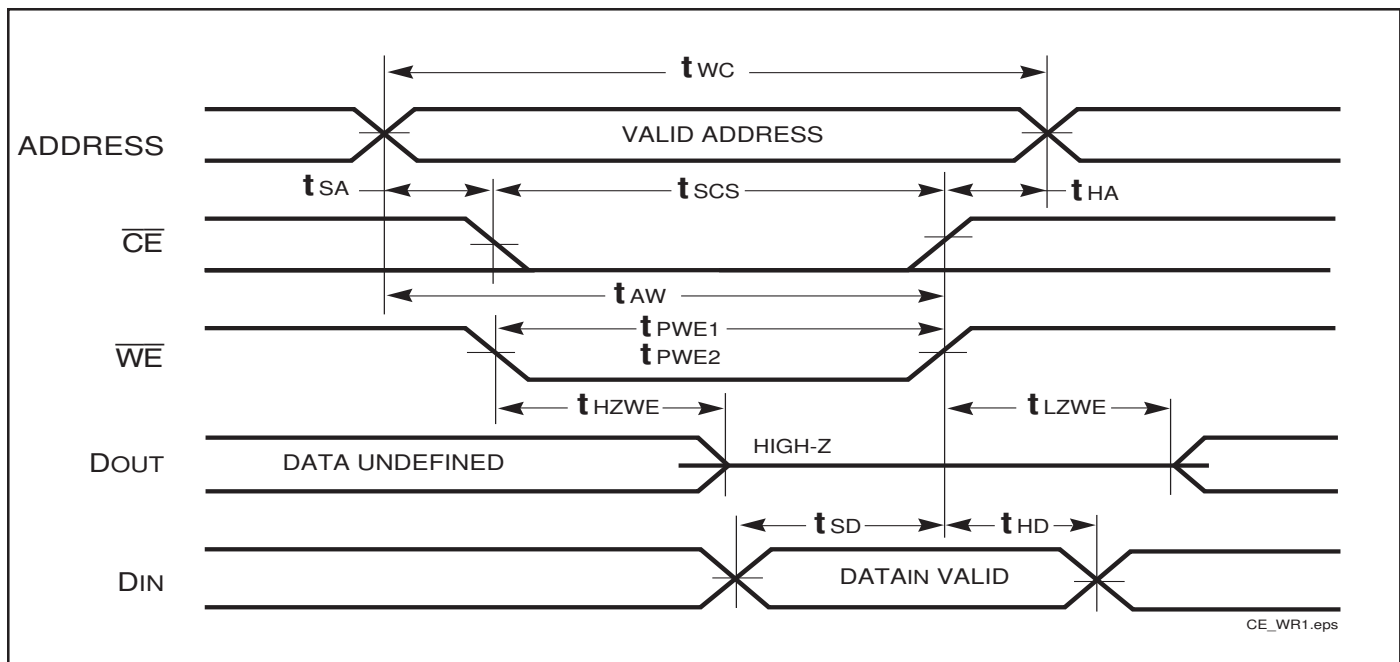 tWC
ADDRESS
VALID ADDRESS
tSA
tSCS
tHA
CE
tAW
tPWE1
WE
tPWE2
tHZWE
tLZWE
DOUT
DATA UNDEFINED
HIGH-Z
tSD
tHD
DIN
DATAIN VALID
CE_WR1.eps